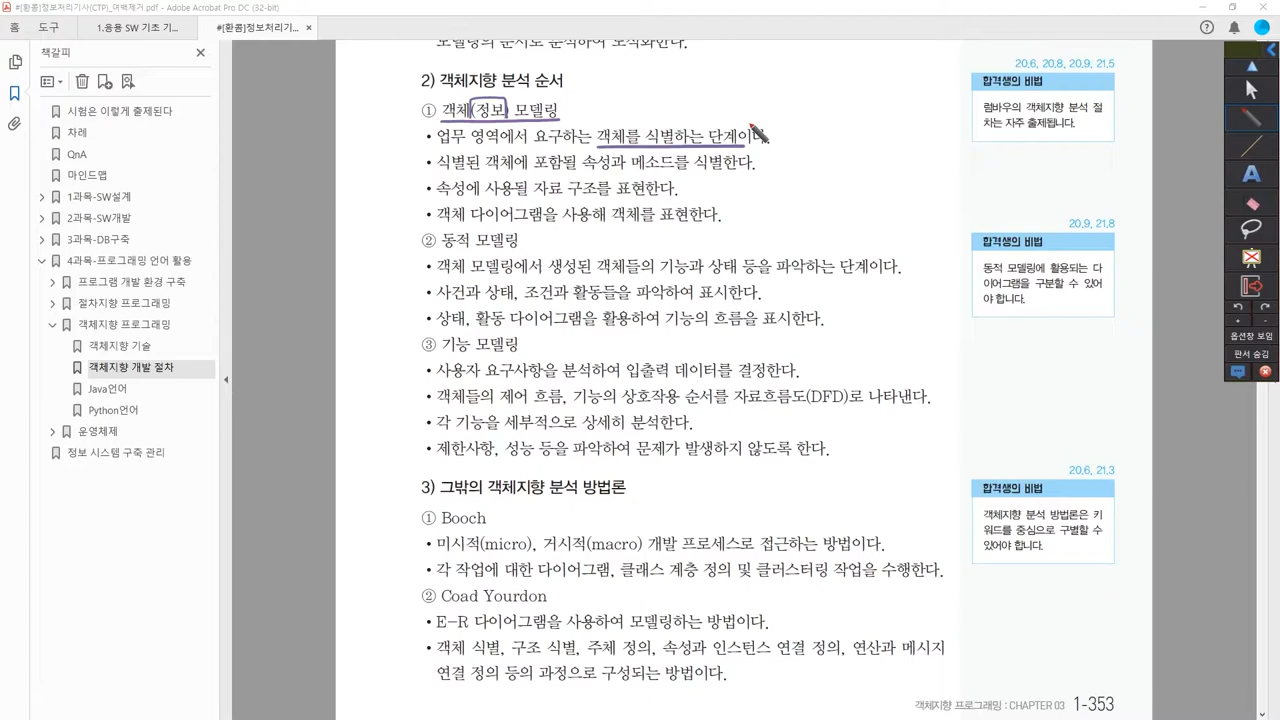 #[환콤]정보처리기사(CTP)_여백제거.pdf - Adobe Acrobat Pro DC (32-bit)
홈 도구 1.응용 SW 기초 기... #[환콤]정보처리기... ×
책갈피
시험은 이렇게 출제된다
차례
QnA
마인드맵
1과목-SW설계
2과목-SW개발
3과목-DB구축
4과목-프로그래밍 언어 활용
프로그램 개발 환경 구축
절차지향 프로그래밍
객체지향 프로그래밍
객체지향 기술
객체지향 개발 절차
Java언어
Python언어
운영체제
정보 시스템 구축 관리
모델링의 순서로 분석하여 도식화한다.
2) 객체지향 분석 순서
① 객체(정보) 모델링
• 업무 영역에서 요구하는 객체를 식별하는 단계이다.
• 식별된 객체에 포함될 속성과 메소드를 식별한다.
• 속성에 사용될 자료 구조를 표현한다.
• 객체 다이어그램을 사용해 객체를 표현한다.
② 동적 모델링
• 객체 모델링에서 생성된 객체들의 기능과 상태 등을 파악하는 단계이다.
• 사건과 상태, 조건과 활동들을 파악하여 표시한다.
• 상태, 활동 다이어그램을 활용하여 기능의 흐름을 표시한다.
③ 기능 모델링
• 사용자 요구사항을 분석하여 입출력 데이터를 결정한다.
• 객체들의 제어 흐름, 기능의 상호작용 순서를 자료흐름도(DFD)로 나타낸다.
• 각 기능을 세부적으로 상세히 분석한다.
• 제한사항, 성능 등을 파악하여 문제가 발생하지 않도록 한다.
3) 그밖의 객체지향 분석 방법론
① Booch
• 미시적(micro), 거시적(macro) 개발 프로세스로 접근하는 방법이다.
• 각 작업에 대한 다이어그램, 클래스 계층 정의 및 클러스터링 작업을 수행한다.
② Coad Yourdon
• E-R 다이어그램을 사용하여 모델링하는 방법이다.
• 객체 식별, 구조 식별, 주체 정의, 속성과 인스턴스 연결 정의, 연산과 메시지
연결 정의 등의 과정으로 구성되는 방법이다.
객체지향 프로그래밍 : CHAPTER 03 1-353
20.6, 20.8, 20.9, 21.5
합격생의 비법
럼바우의 객체지향 분석 절
차는 자주 출제됩니다.
20.9, 21.8
합격생의 비법
동적 모델링에 활용되는 다
이어그램을 구분할 수 있어
야 합니다.
20.6, 21.3
합격생의 비법
객체지향 분석 방법론은 키
워드를 중심으로 구별할 수
있어야 합니다.
옵션창 보임
판서 숨김